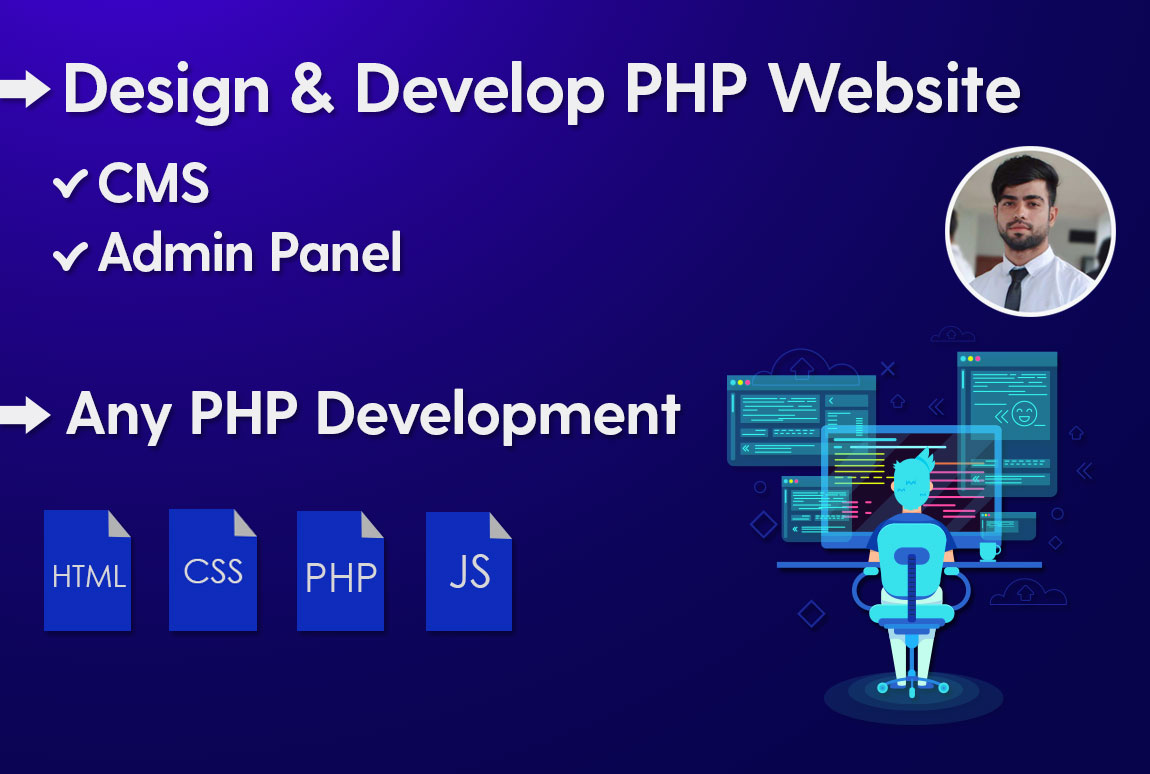 Design & Develop PHP Website
CMS
Admin Panel
Any PHP Development
HTML
CSS
PHP
JS